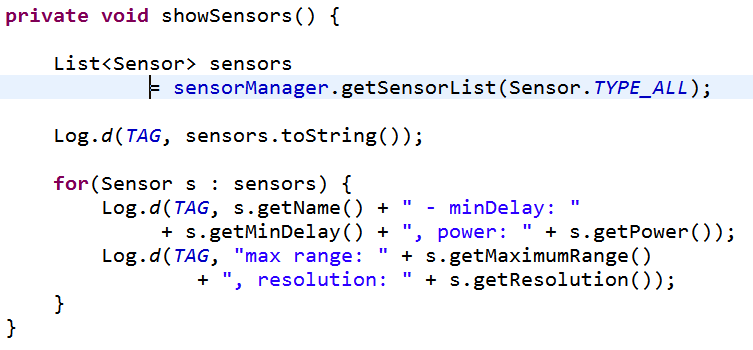 private void showSensors() {
List<Sensor> sensors
= sensorManager.getSensorList(Sensor.TYPE_ALL);
Log.d(TAG, sensors.toString());
for(Sensor s : sensors) {
Log.d(TAG, s.getName() + " - minDelay: "
+ s.getMinDelay() + ", power: " + s.getPower());
Log.d(TAG, "max range: " + s.getMaximumRange()
+ ", resolution: " + s.getResolution());
}
}